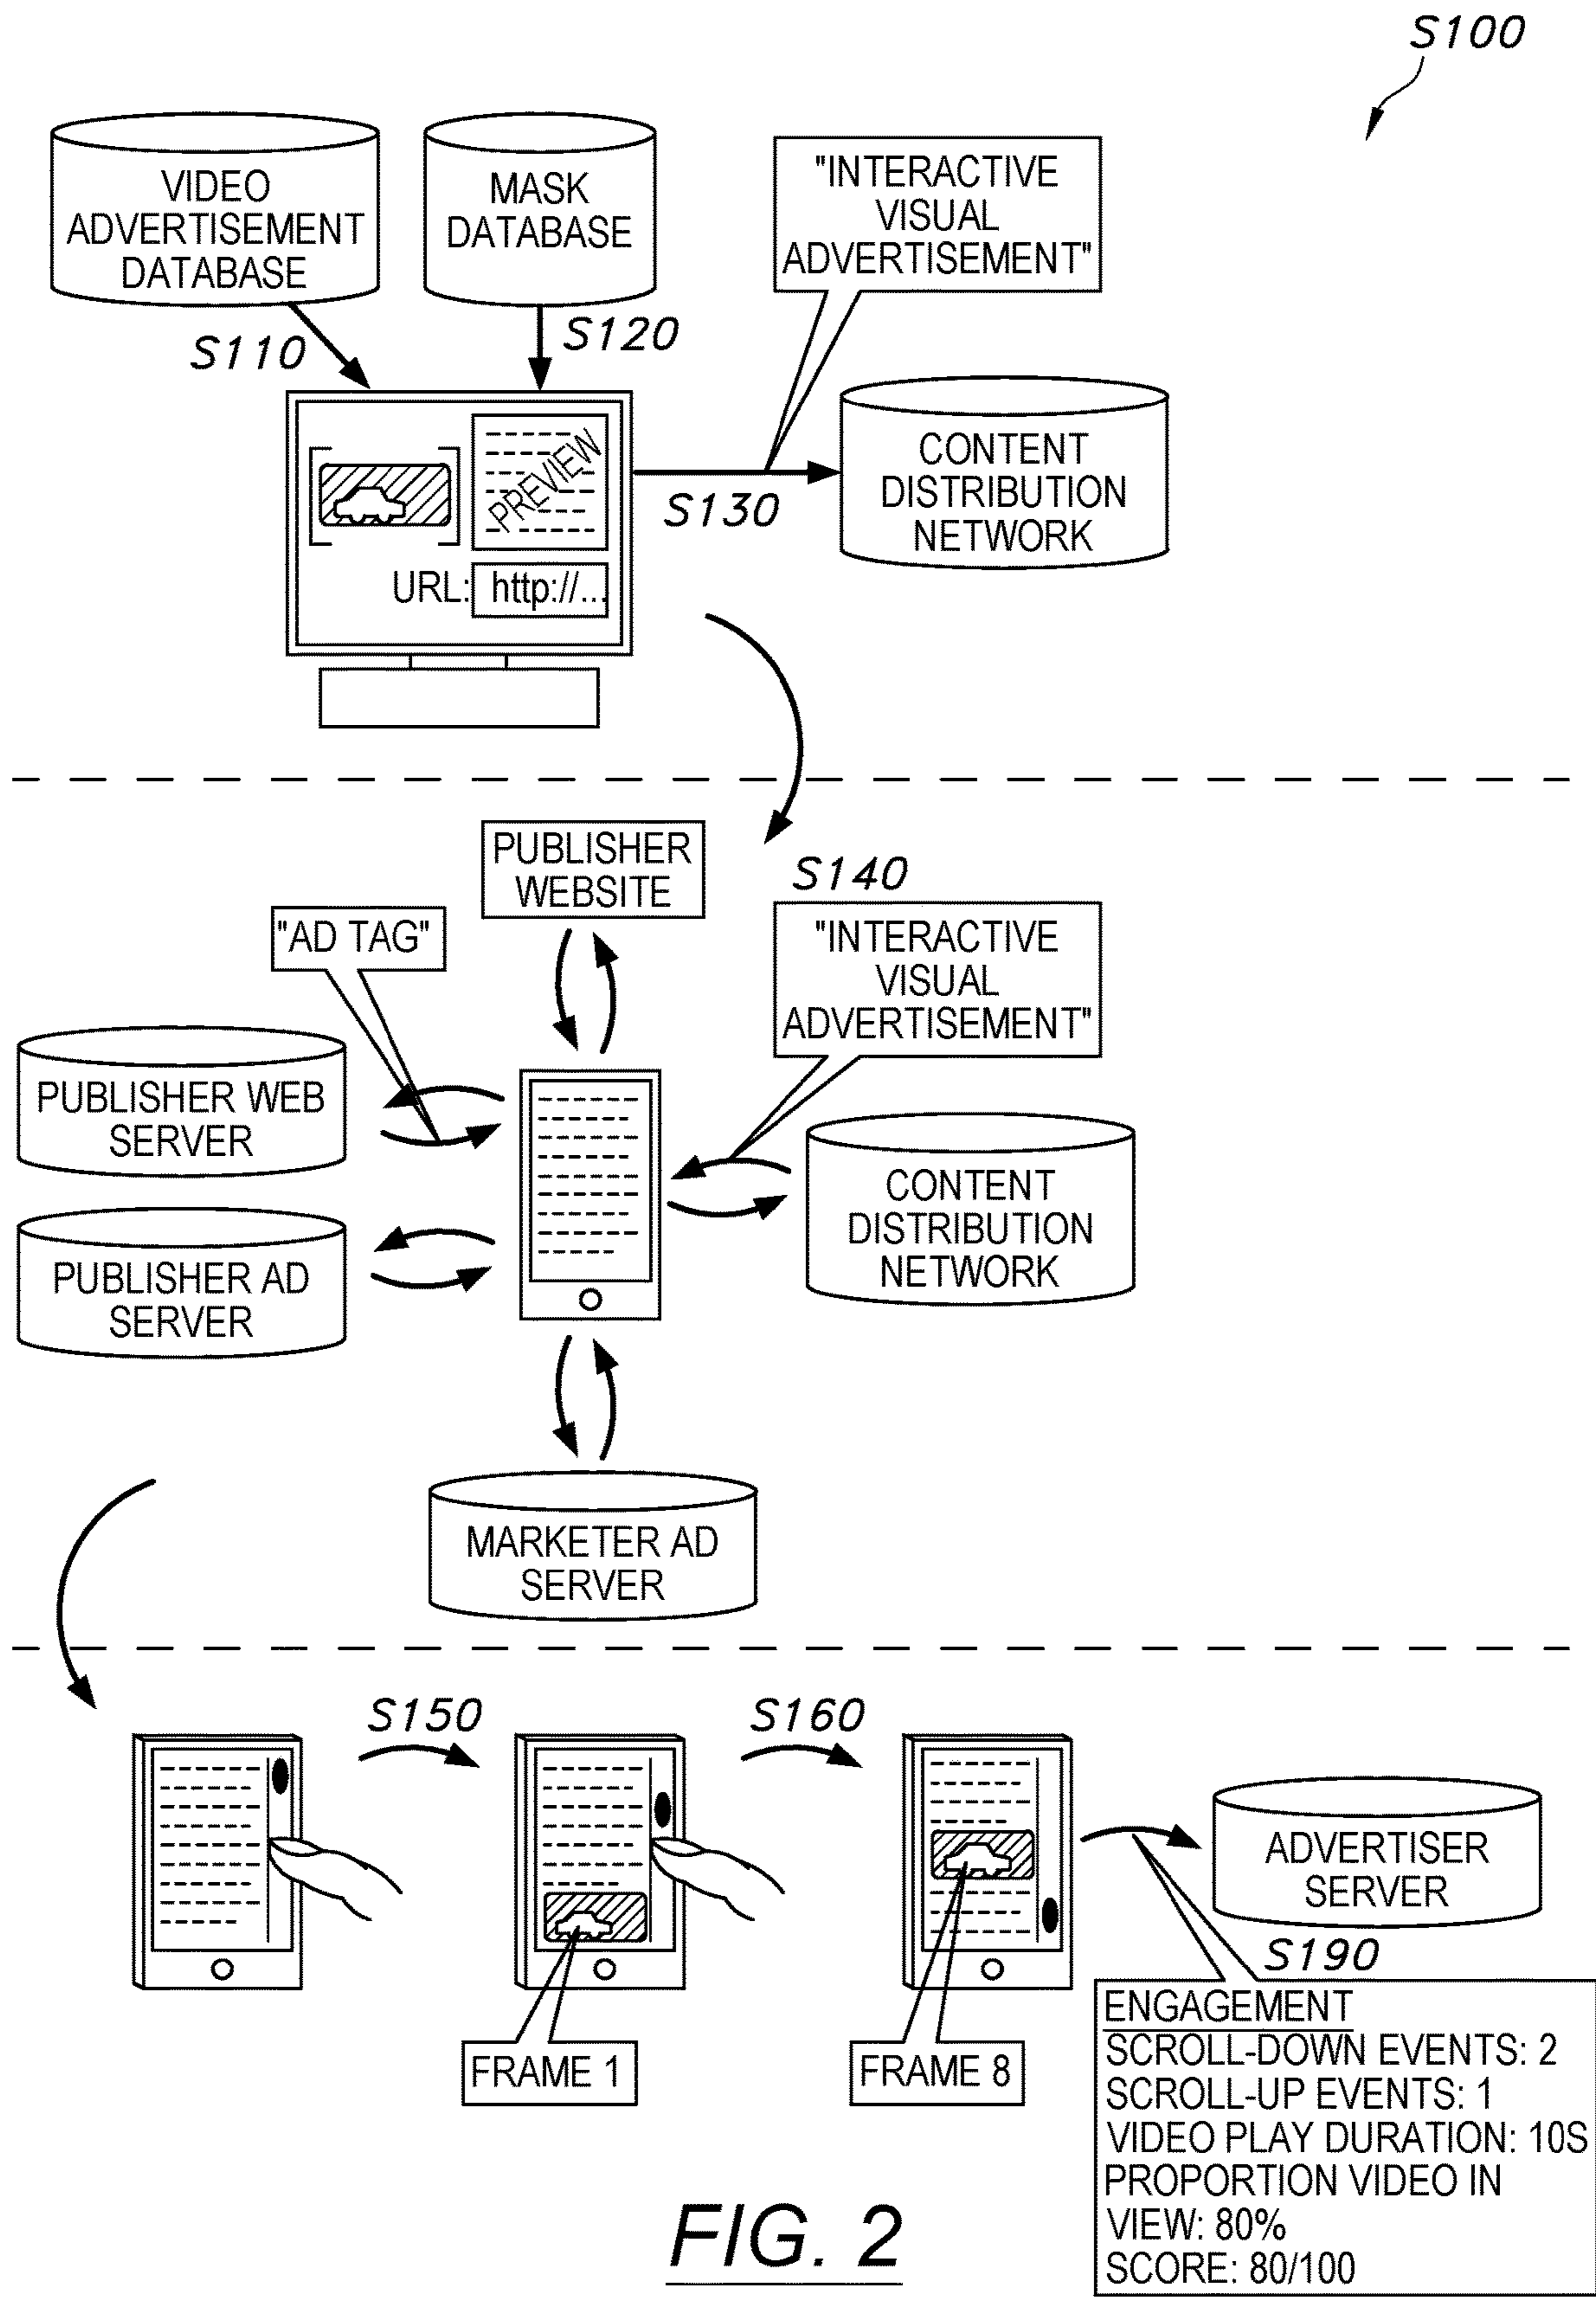 S100
VIDEO
ADVERTISEMENT
DATABASE
MASK
DATABASE
"INTERACTIVE
VISUAL
ADVERTISEMENT"
S110
S120
PREVIEW
URL: http://...
S130
CONTENT
DISTRIBUTION
NETWORK
PUBLISHER
WEBSITE
S140
"AD TAG"
"INTERACTIVE
VISUAL
ADVERTISEMENT"
PUBLISHER WEB
SERVER
CONTENT
DISTRIBUTION
NETWORK
PUBLISHER AD
SERVER
MARKETER AD
SERVER
S150
S160
ADVERTISER
SERVER
S190
FRAME 1
FRAME 8
ENGAGEMENT
SCROLL-DOWN EVENTS: 2
SCROLL-UP EVENTS: 1
VIDEO PLAY DURATION: 10S
PROPORTION VIDEO IN
VIEW: 80%
SCORE: 80/100
FIG. 2